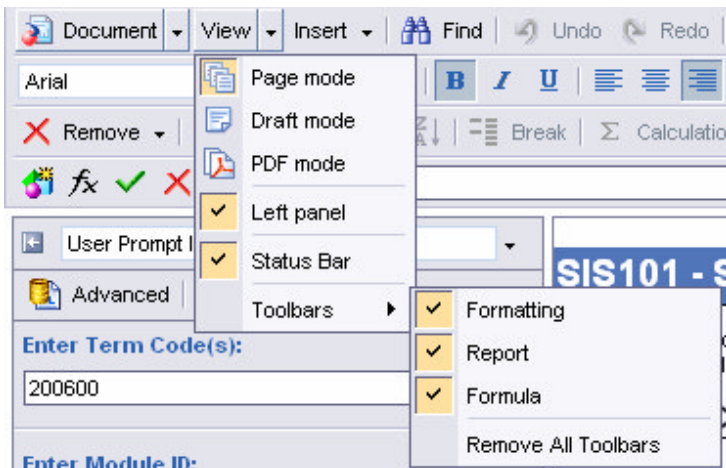 Document View Insert Find Undo Redo
Arial Page mode B I U
Draft mode
Remove Break Σ Calculatio
PDF mode
fx
Left panel
User Prompt I
Status Bar
SIS101 - S
Advanced
Toolbars Formatting
Enter Term Code(s):
Report
200600
Formula
Remove All Toolbars
Enter Module ID: